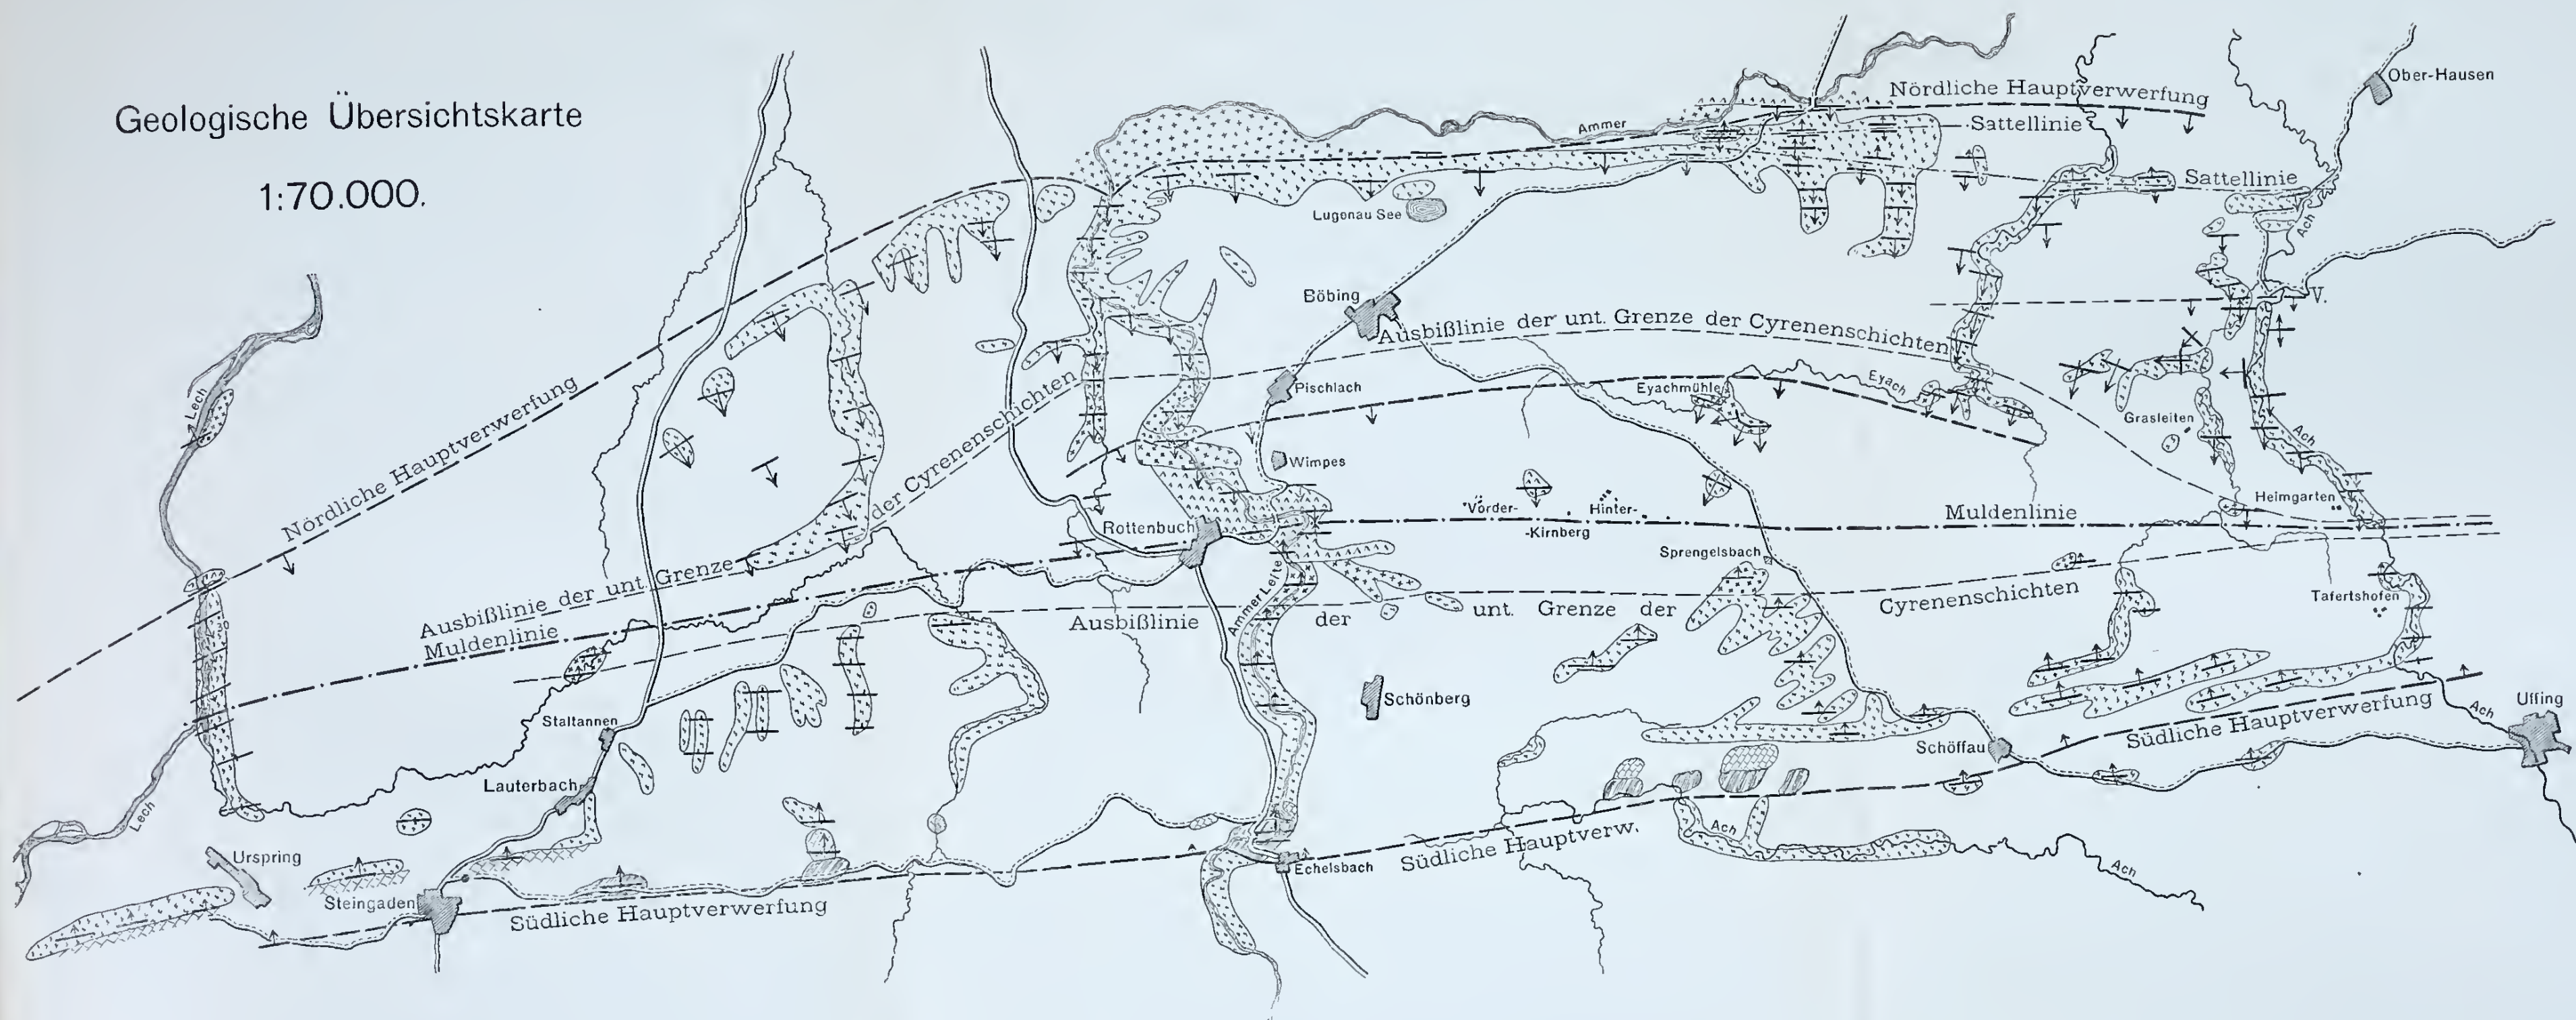 Geologische Übersichtskarte
1:70.000.
Ober-Hausen
Nördliche Hauptverwerfung
Ammer
Sattellinie
Sattellinie
Lugenau See
Ach
Böbing
V.
Ausbißlinie der unt. Grenze der Cyrenenschichten
Lech
Nördliche Hauptverwerfung
Pischlach
Eyachmühle
Eyach
Grasleiten
Ach
der Cyrenenschichten
Wimpes
Heimgarten
Vorder-
Hinter-
-Kirnberg
Muldenlinie
Rottenbuch
Sprengelsbach
Ausbißlinie der unt. Grenze
Muldenlinie
Ammer Leite
Cyrenenschichten
Tafertshofen
Ausbißlinie
der
unt. Grenze der
Schönberg
Staltannen
Uffing
Ach
Südliche Hauptverwerfung
Schöffau
Lauterbach
Lech
Ach
Südliche Hauptverw.
Urspring
Echelsbach
Ach
Steingaden
Südliche Hauptverwerfung